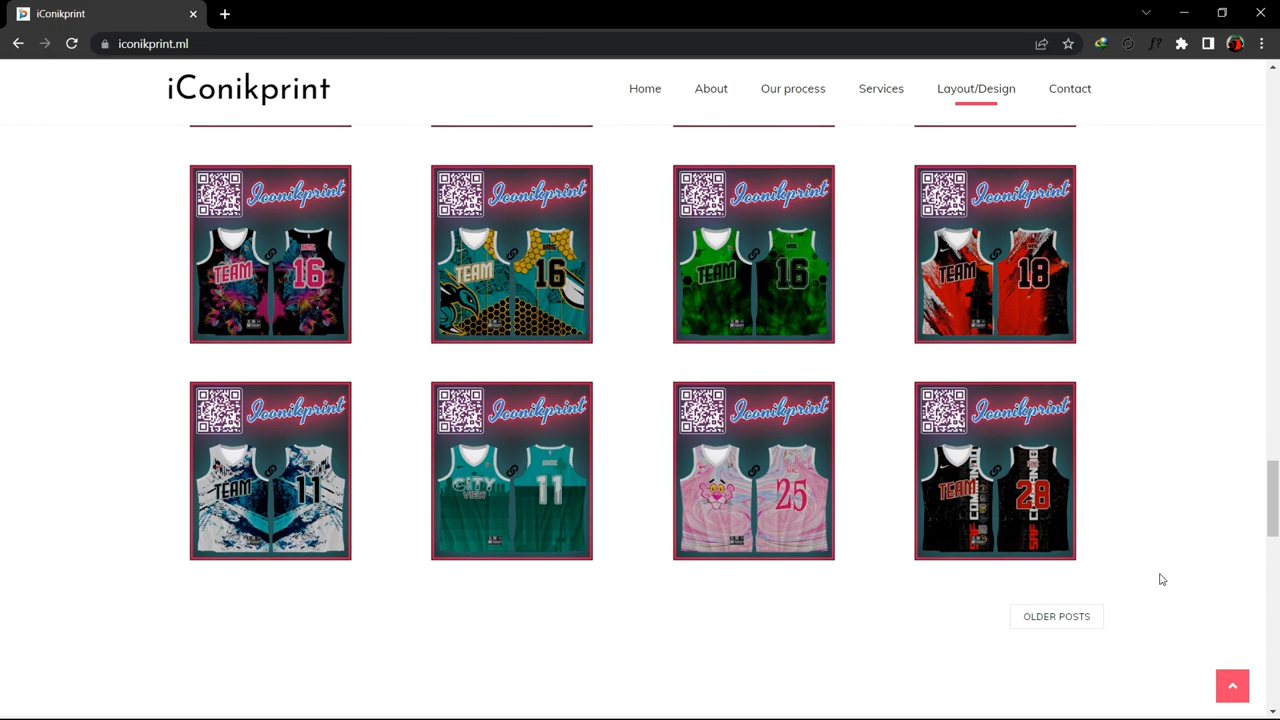 iConikprint
iconikprint.ml
iConikprint
Home
About
Our process
Services
Layout/Design
Contact
Iconikprint
TEAM
16
Iconikprint
TEAM
16
Iconikprint
TEAM
16
Iconikprint
TEAM
18
Iconikprint
TEAM
11
Iconikprint
CITY
VIEW
11
Iconikprint
25
Iconikprint
TEAM
28
OLDER POSTS